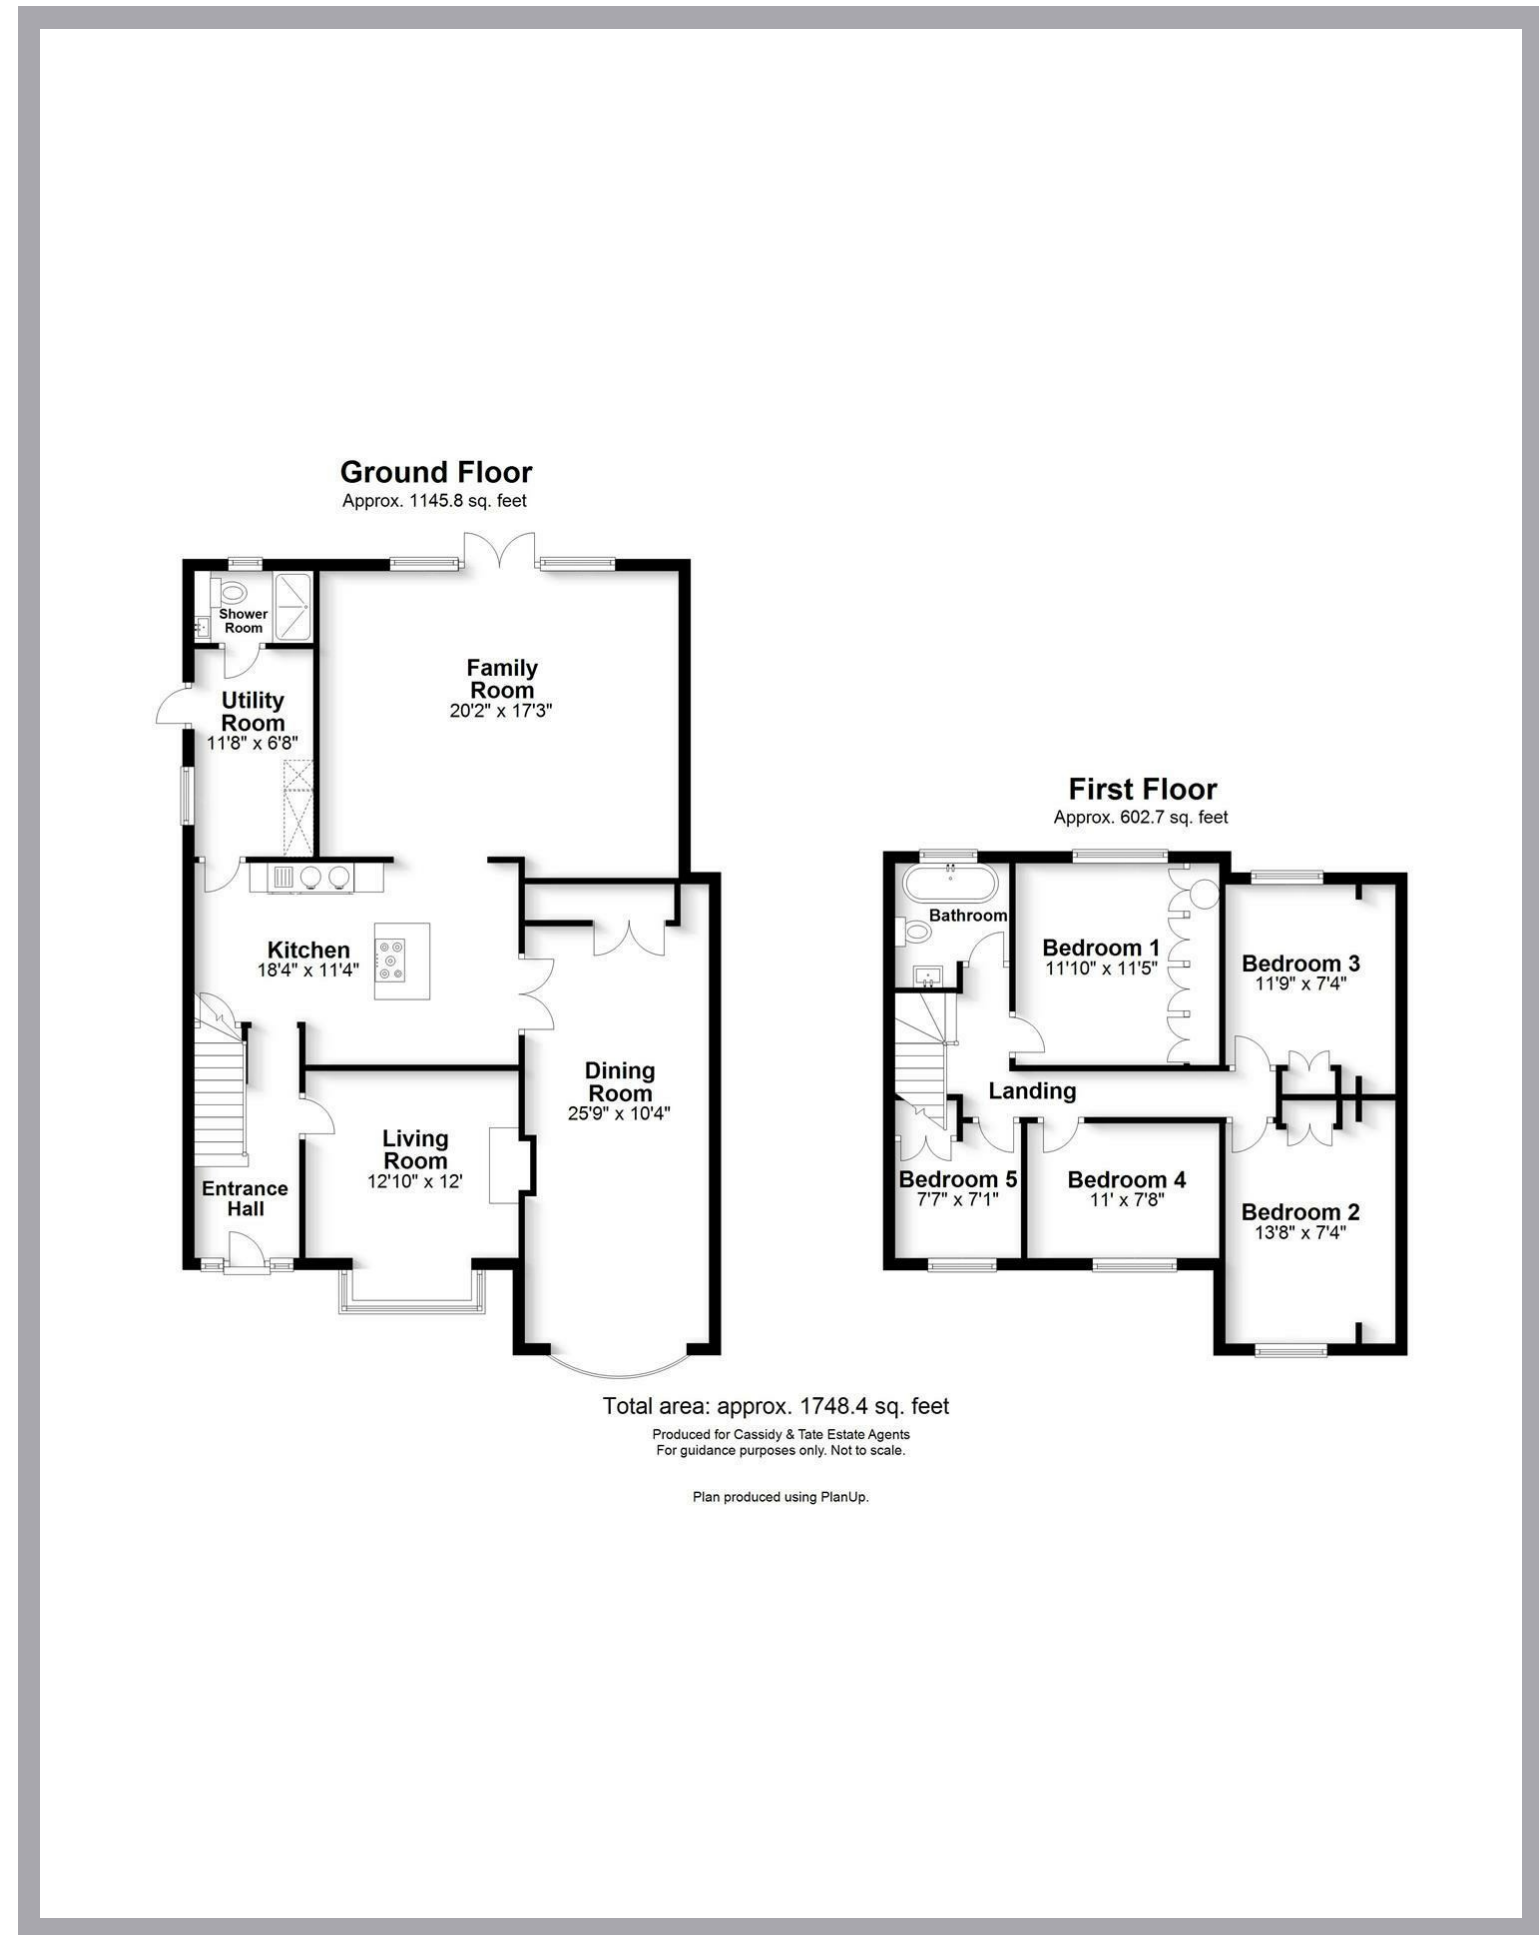 Ground Floor
Approx. 1145.8 sq. feet
Shower
Room
Family
Room
20'2" x 17'3"
Utility
Room
11'8" x 6'8"
Kitchen
18'4" x 11'4"
Dining
Room
25'9" x 10'4"
Living
Room
12'10" x 12'
Entrance
Hall
First Floor
Approx. 602.7 sq. feet
Bathroom
Bedroom 1
11'10" x 11'5"
Bedroom 3
11'9" x 7'4"
Landing
Bedroom 5
7'7" x 7'1"
Bedroom 4
11' x 7'8"
Bedroom 2
13'8" x 7'4"
Total area: approx. 1748.4 sq. feet
Produced for Cassidy & Tate Estate Agents
For guidance purposes only. Not to scale.
Plan produced using PlanUp.